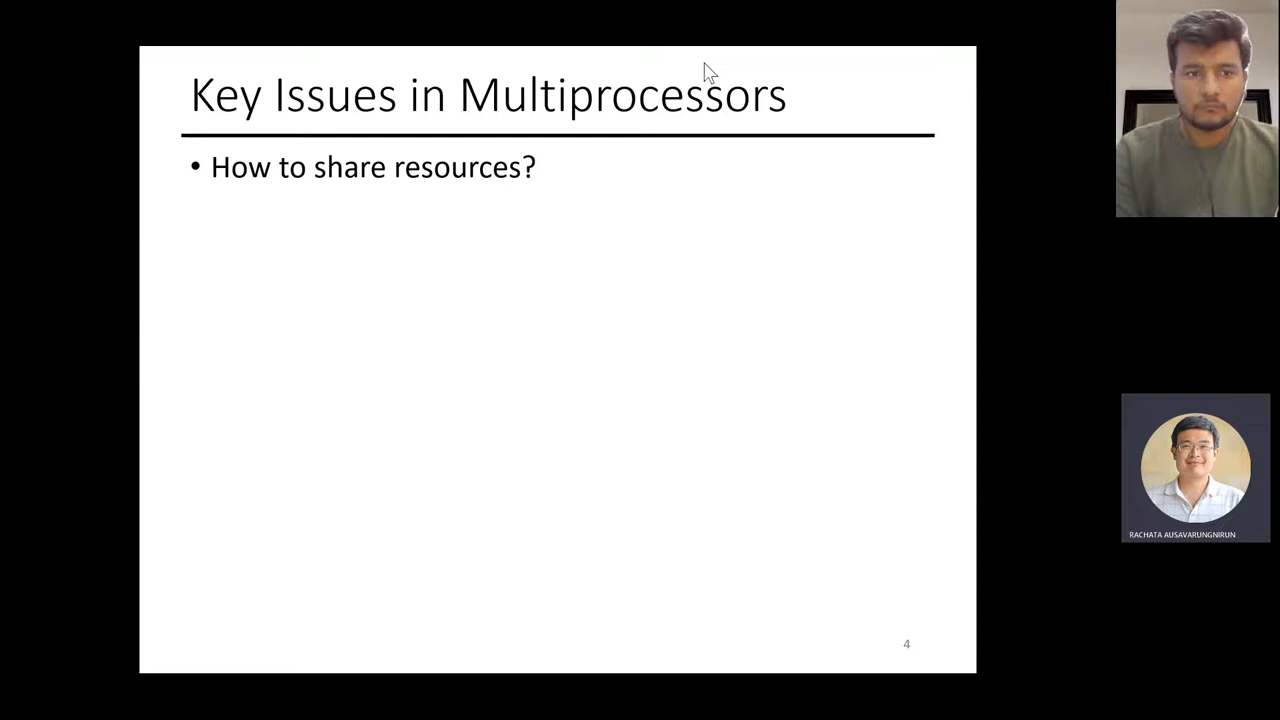 Key Issues in Multiprocessors
• How to share resources?
4
RACHATA AUSAVARUNGNIRUN